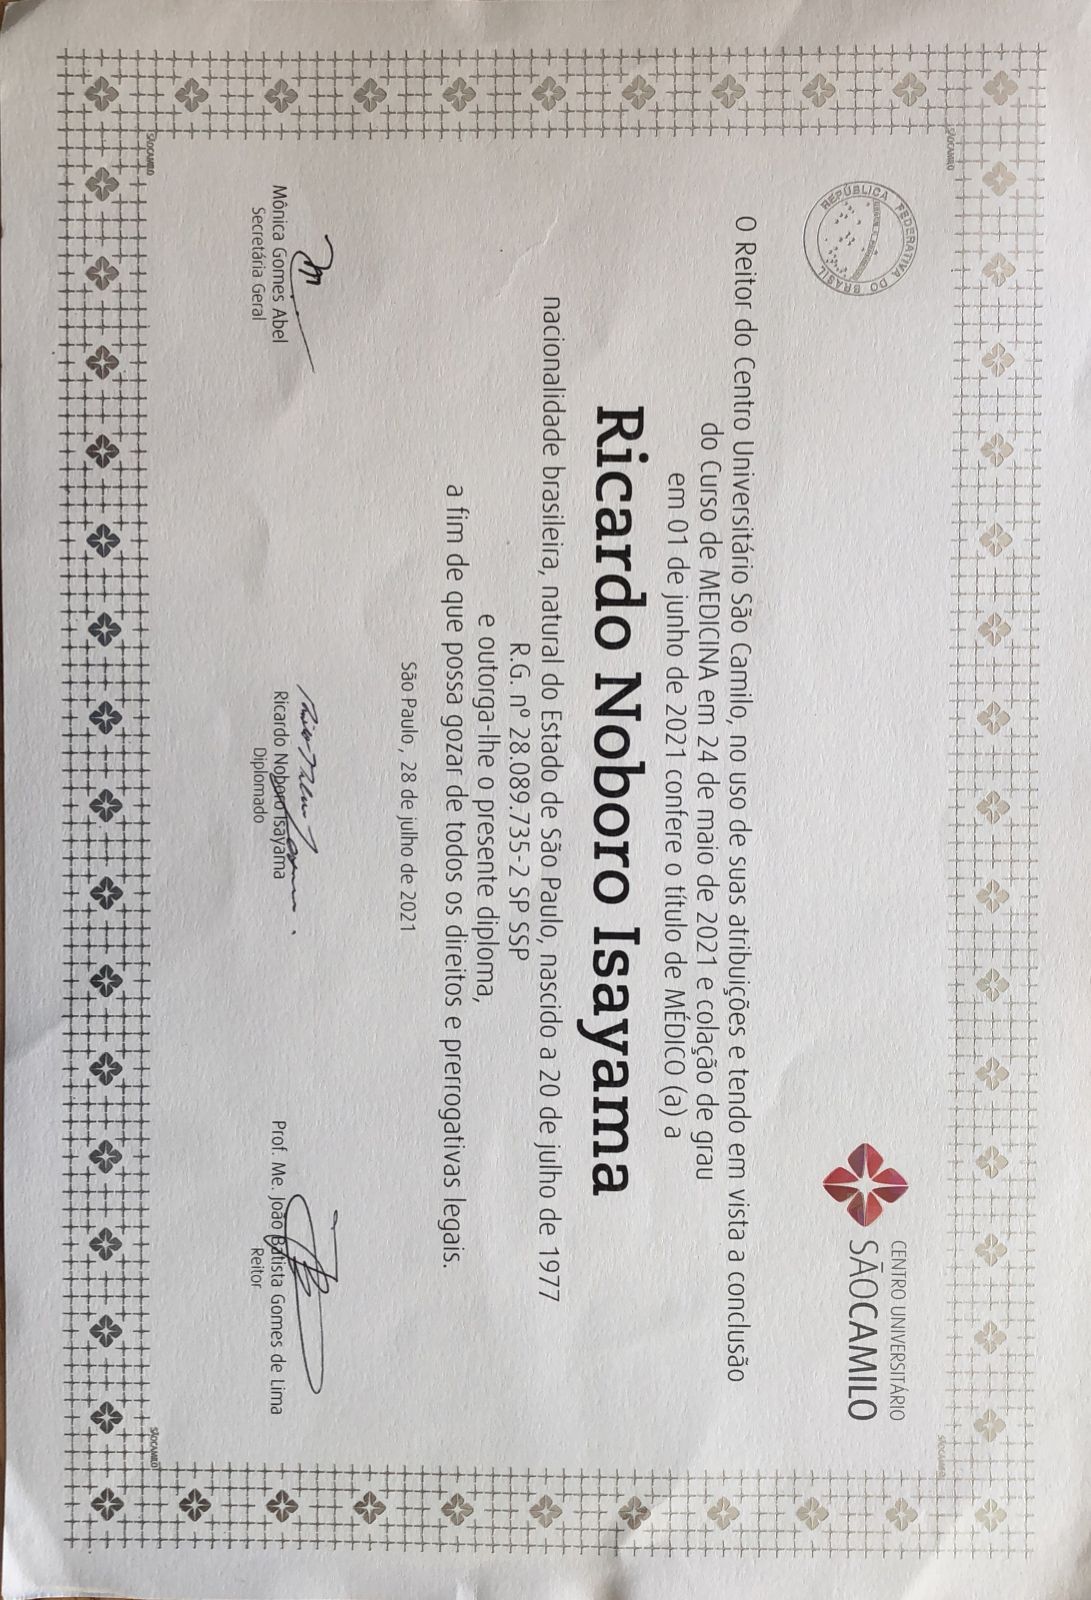 REPÚBLICA FEDERATIVA DO BRASIL
CENTRO UNIVERSITÁRIO
SÃOCAMILO
O Reitor do Centro Universitário São Camilo, no uso de suas atribuições e tendo em vista a conclusão
do Curso de MEDICINA em 24 de maio de 2021 e colação de grau
em 01 de junho de 2021 confere o título de MÉDICO (a) a
Ricardo Noboro Isayama
nacionalidade brasileira, natural do Estado de São Paulo, nascido a 20 de julho de 1977
R.G. nº 28.089.735-2 SP SSP
e outorga-lhe o presente diploma,
a fim de que possa gozar de todos os direitos e prerrogativas legais.
São Paulo , 28 de julho de 2021
Mônica Gomes Abel
Secretária Geral
Ricardo Noboro Isayama
Diplomado
Prof. Me. João Batista Gomes de Lima
Reitor
SÃOCAMILO
SÃOCAMILO
SÃOCAMILO
SÃOCAMILO